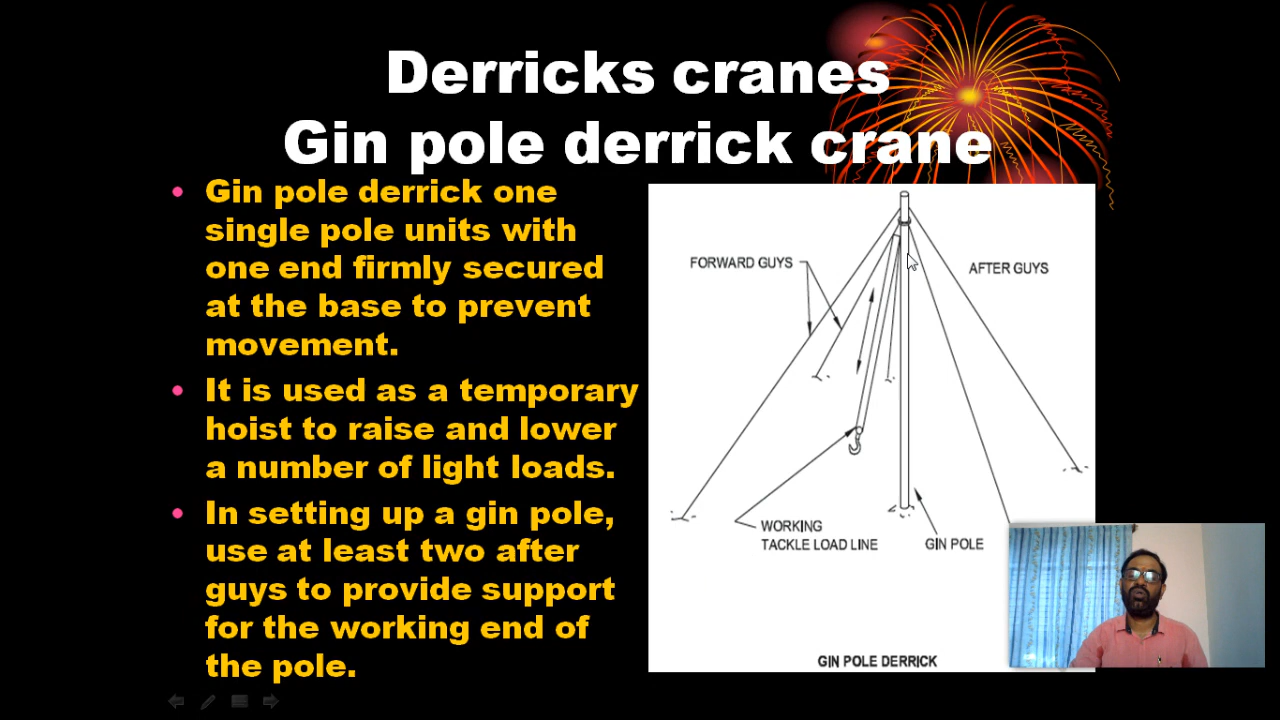 Derricks cranes
Gin pole derrick crane
• Gin pole derrick one
single pole units with
one end firmly secured
at the base to prevent
movement.
• It is used as a temporary
hoist to raise and lower
a number of light loads.
• In setting up a gin pole,
use at least two after
guys to provide support
for the working end of
the pole.
FORWARD GUYS
AFTER GUYS
WORKING
TACKLE LOAD LINE
GIN POLE
GIN POLE DERRICK